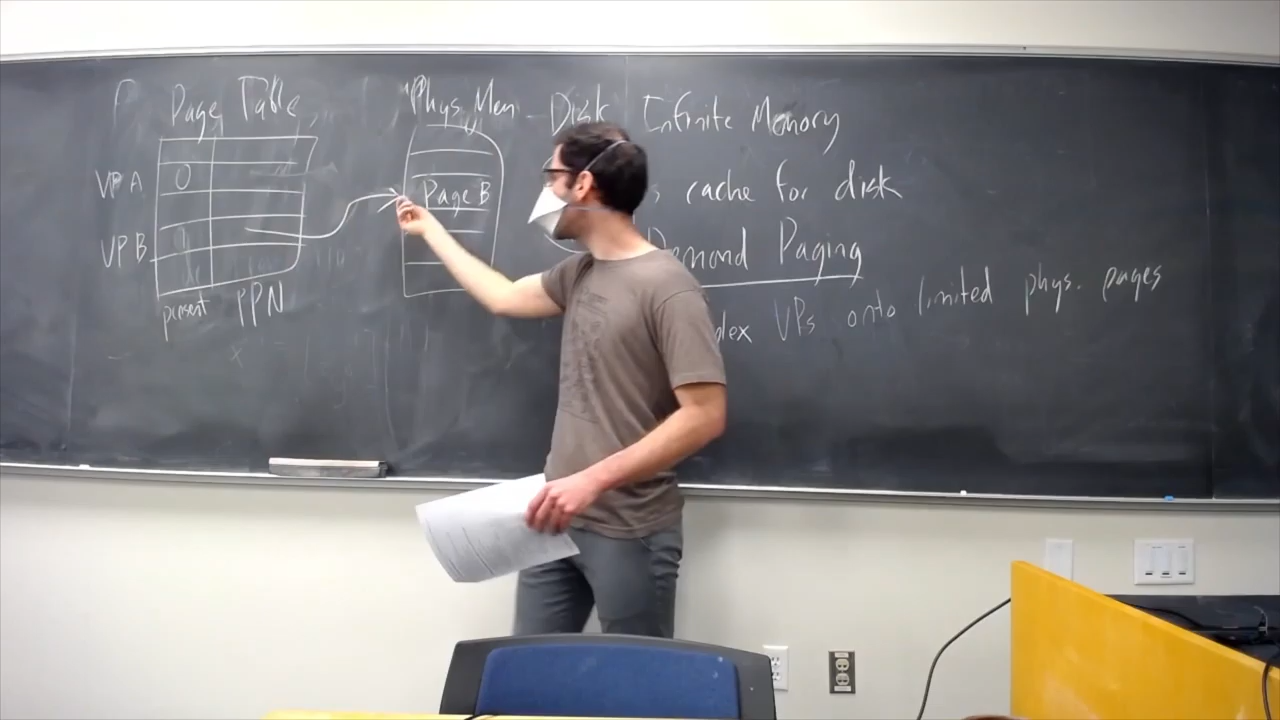 Page Table Phys. Mem Disk Infinite Memory
VP A 0
Page B
cache for disk
VP B
Demand Paging
present PPN
VPs onto limited phys. pages